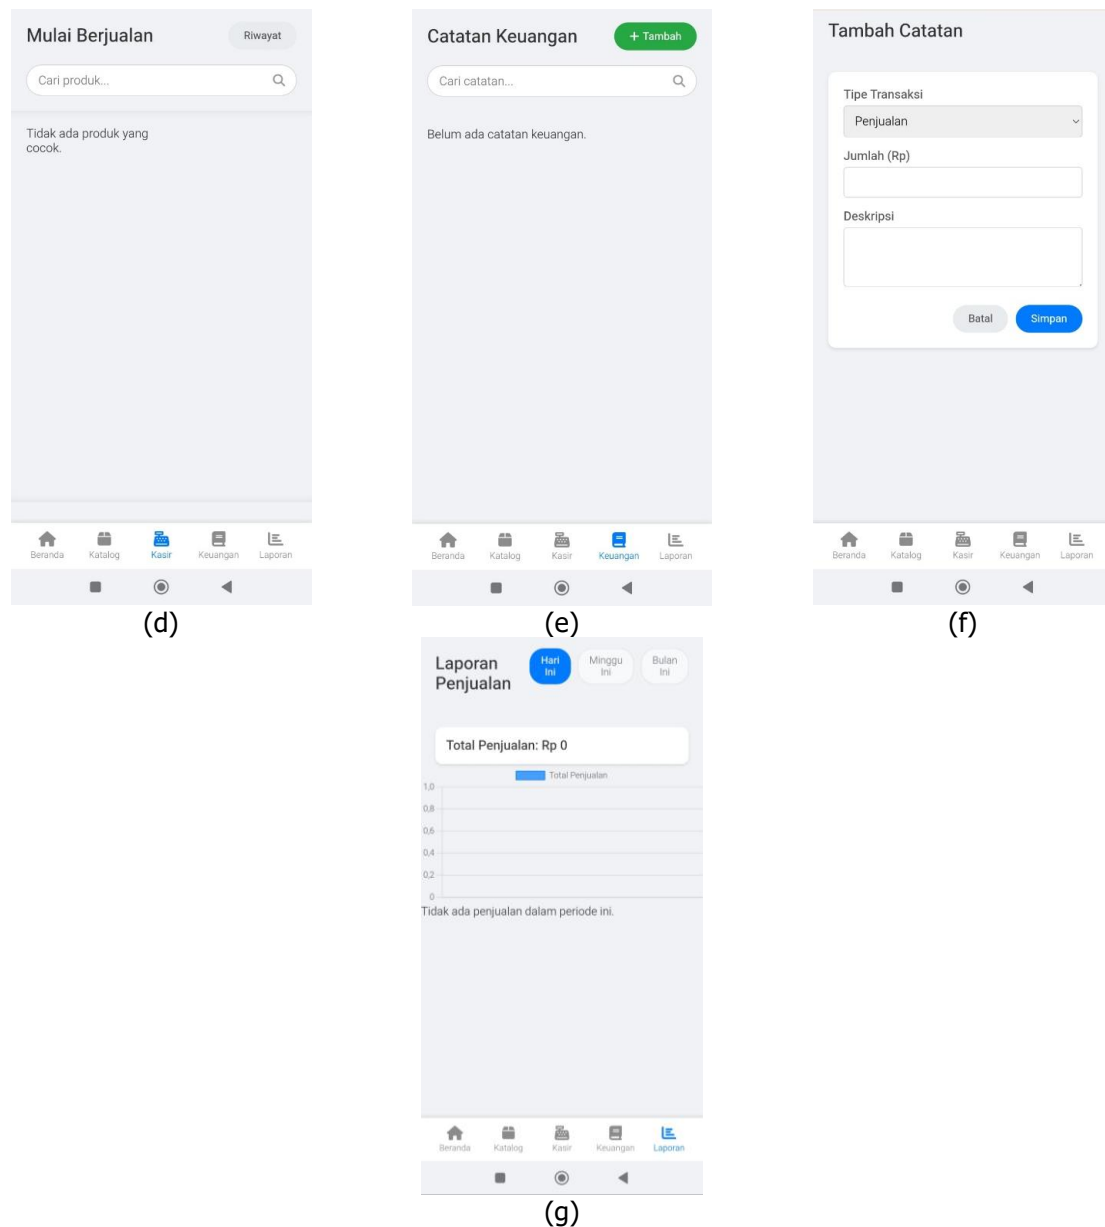 Mulai Berjualan
Riwayat
Cari produk...
Tidak ada produk yang
cocok.
Beranda Katalog Kasir Keuangan Laporan
(d)
Catatan Keuangan
+ Tambah
Cari catatan...
Belum ada catatan keuangan.
Beranda Katalog Kasir Keuangan Laporan
(e)
Tambah Catatan
Tipe Transaksi
Penjualan
Jumlah (Rp)
Deskripsi
Batal Simpan
Beranda Katalog Kasir Keuangan Laporan
(f)
Laporan
Penjualan
Hari
Ini
Minggu
Ini
Bulan
Ini
Total Penjualan: Rp 0
Total Penjualan
1,0
0,8
0,6
0,4
0,2
0
Tidak ada penjualan dalam periode ini.
Beranda Katalog Kasir Keuangan Laporan
(g)